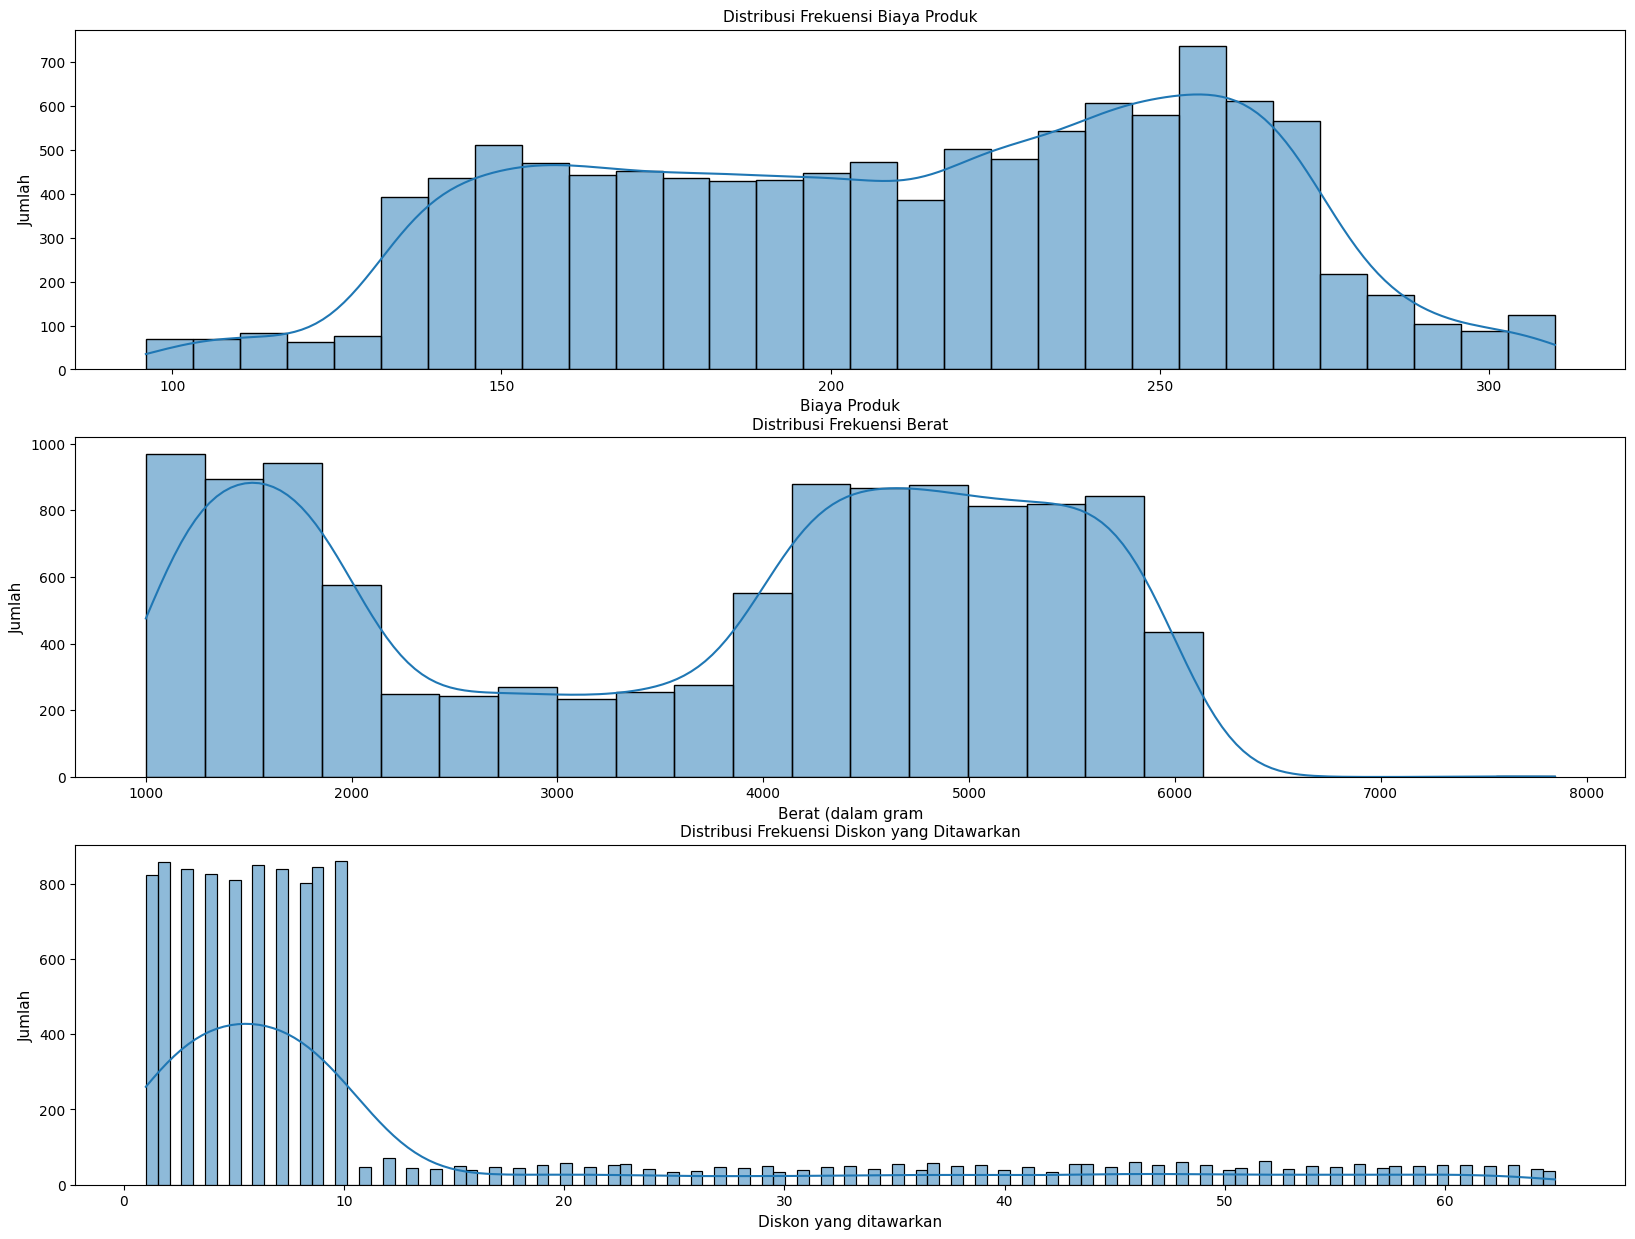 Distribusi Frekuensi Biaya Produk
700
600
500
400
300
200
100
0
Jumlah
100 150 200 250 300
Biaya Produk
Distribusi Frekuensi Berat
1000
800
600
400
200
0
Jumlah
1000 2000 3000 4000 5000 6000 7000 8000
Berat (dalam gram
Distribusi Frekuensi Diskon yang Ditawarkan
800
600
400
200
0
Jumlah
0 10 20 30 40 50 60
Diskon yang ditawarkan